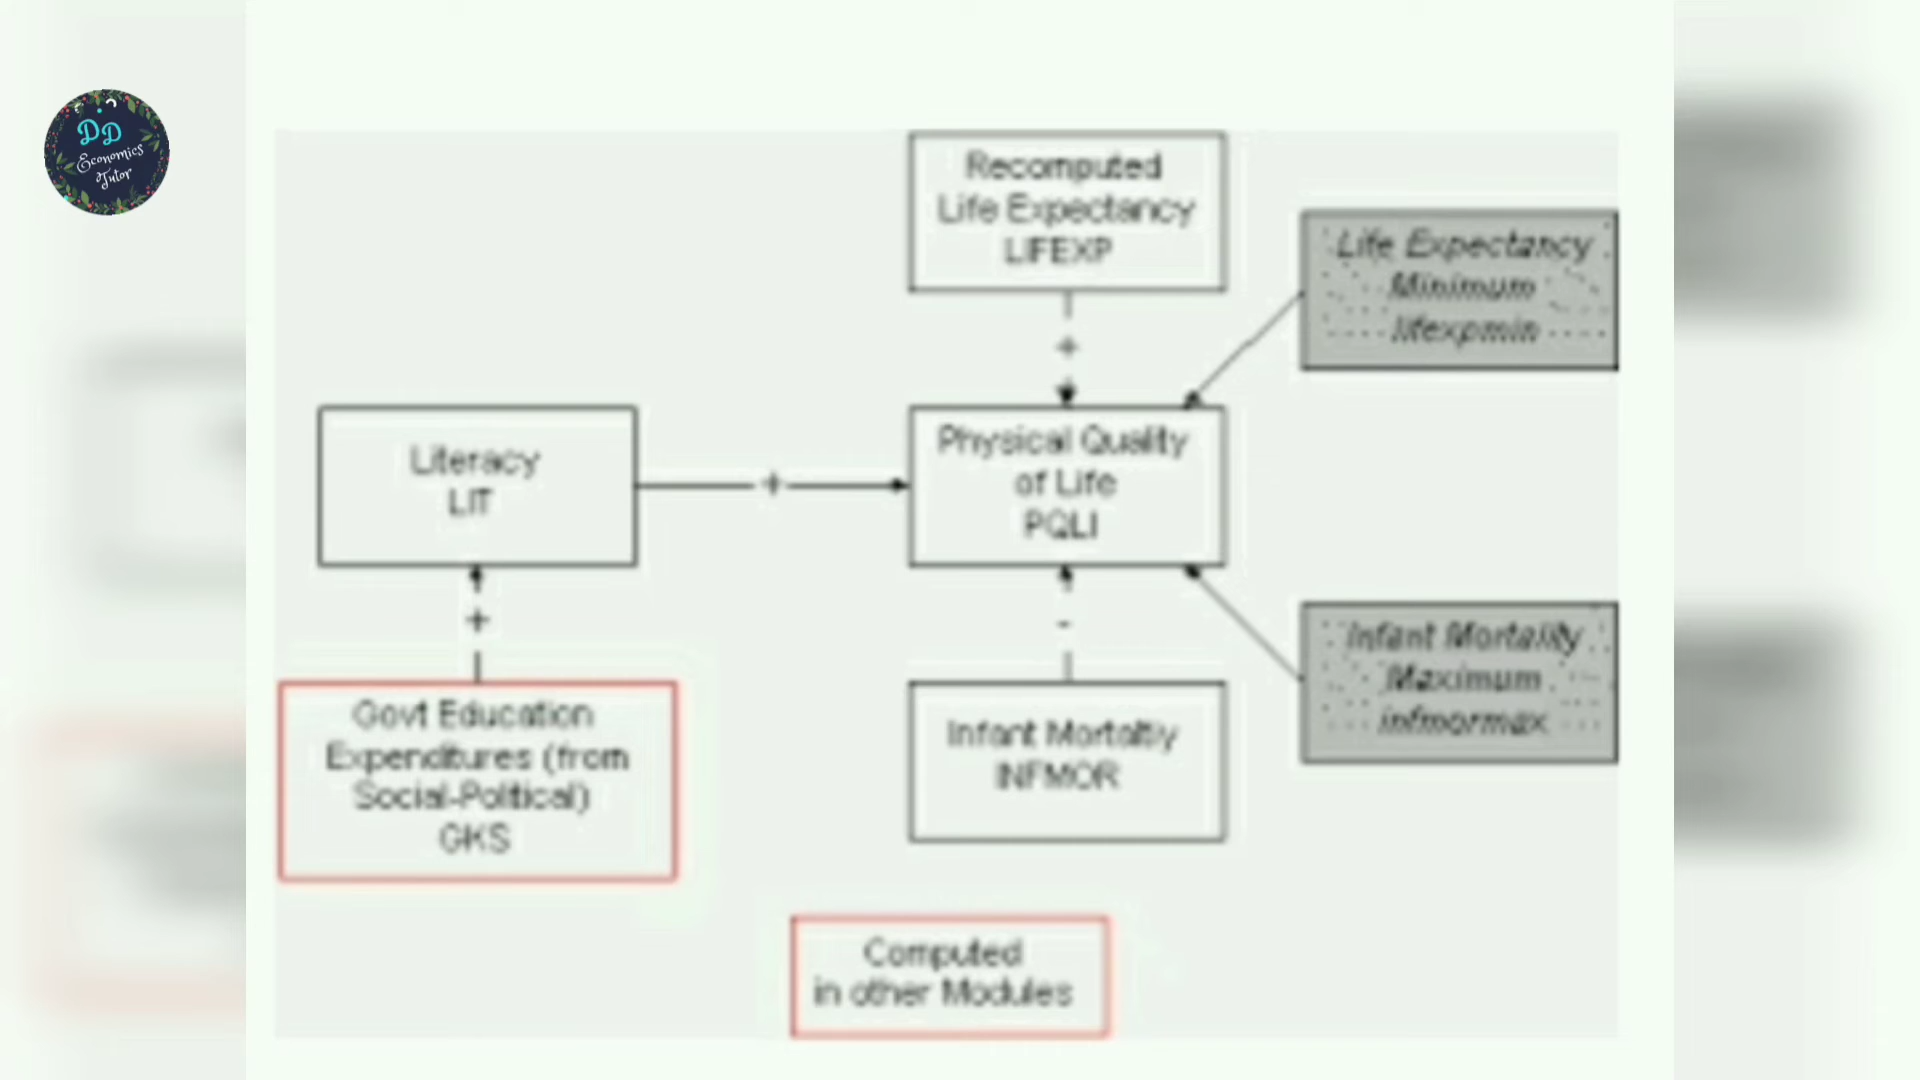 DD
Economics
Tutor
Recomputed
Life Expectancy
LIFEXP
Life Expectancy
Minimum
lifexpmin
Literacy
LIT
+
+
Physical Quality
of Life
PQLI
+
-
Govt Education
Expenditures (from
Social-Political)
GKS
Infant Mortaltiy
INFMOR
Infant Mortality
Maximum
infmormax
Computed
in other Modules